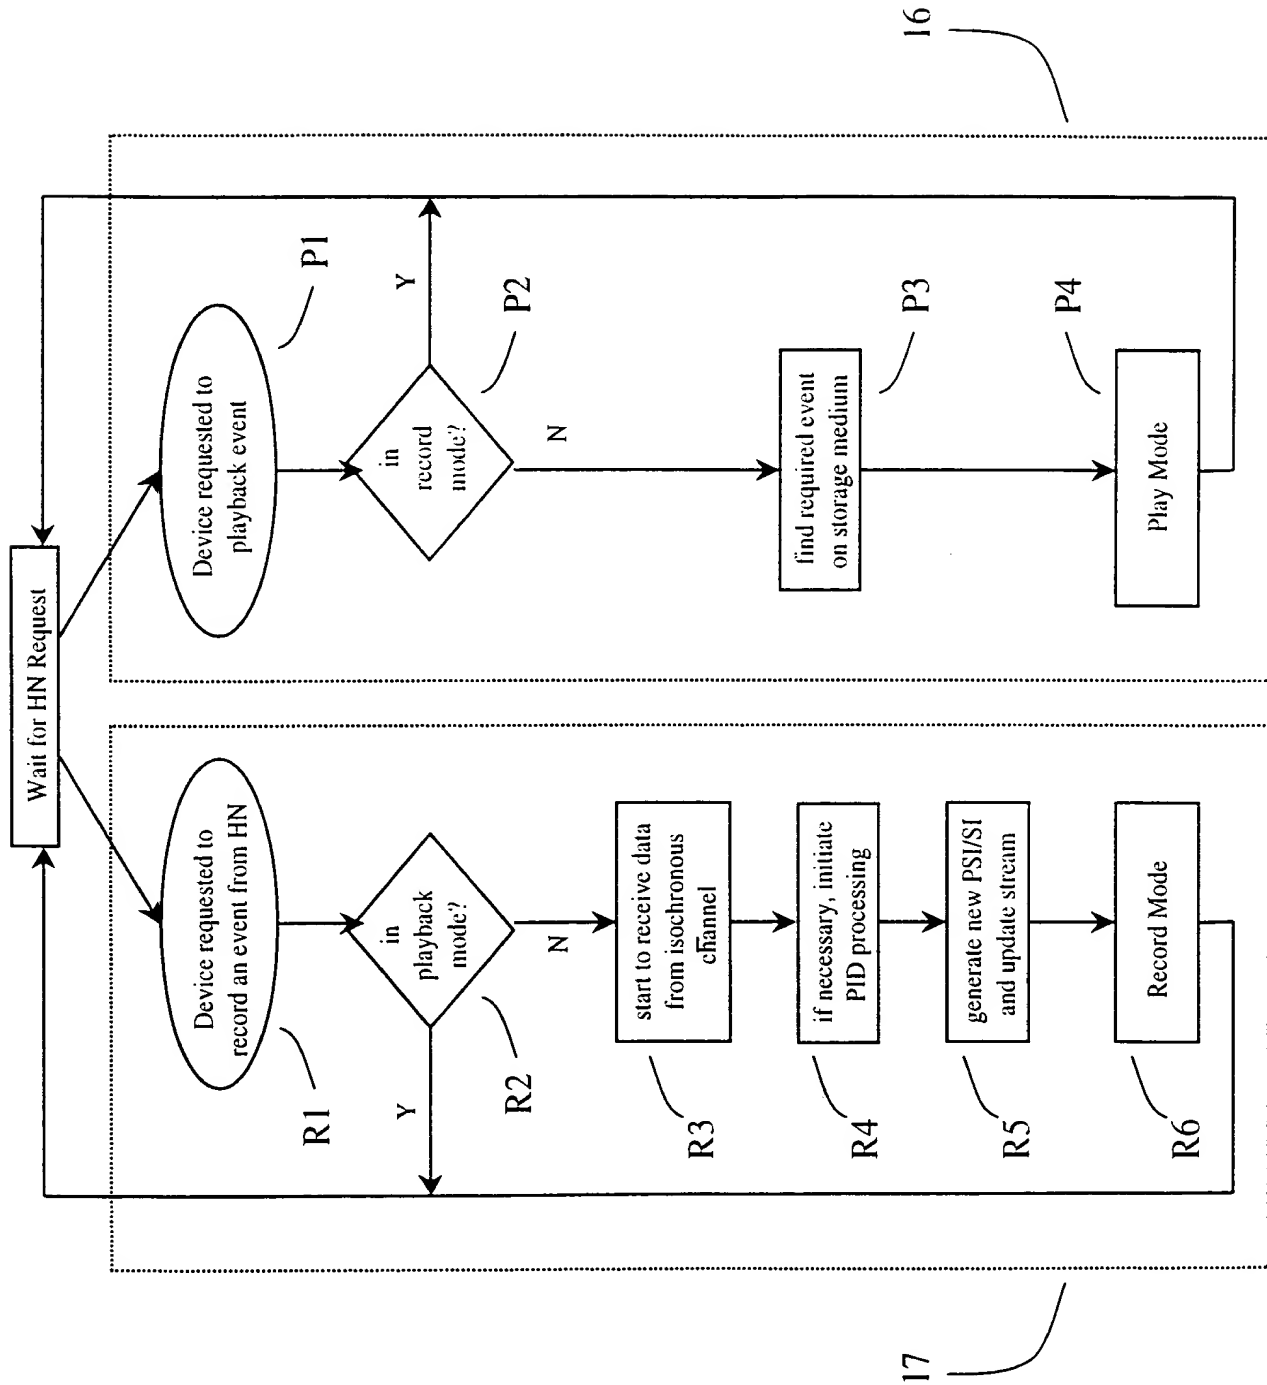 Wait for HN Request
Device requested to
record an event from HN
R1
in
playback
mode?
Y
N
R2
start to receive data
from isochronous
channel
R3
if necessary, initiate
PID processing
R4
generate new PSI/SI
and update stream
R5
Record Mode
R6
17
Device requested to
playback event
P1
in
record
mode?
Y
N
P2
find required event
on storage medium
P3
Play Mode
P4
16